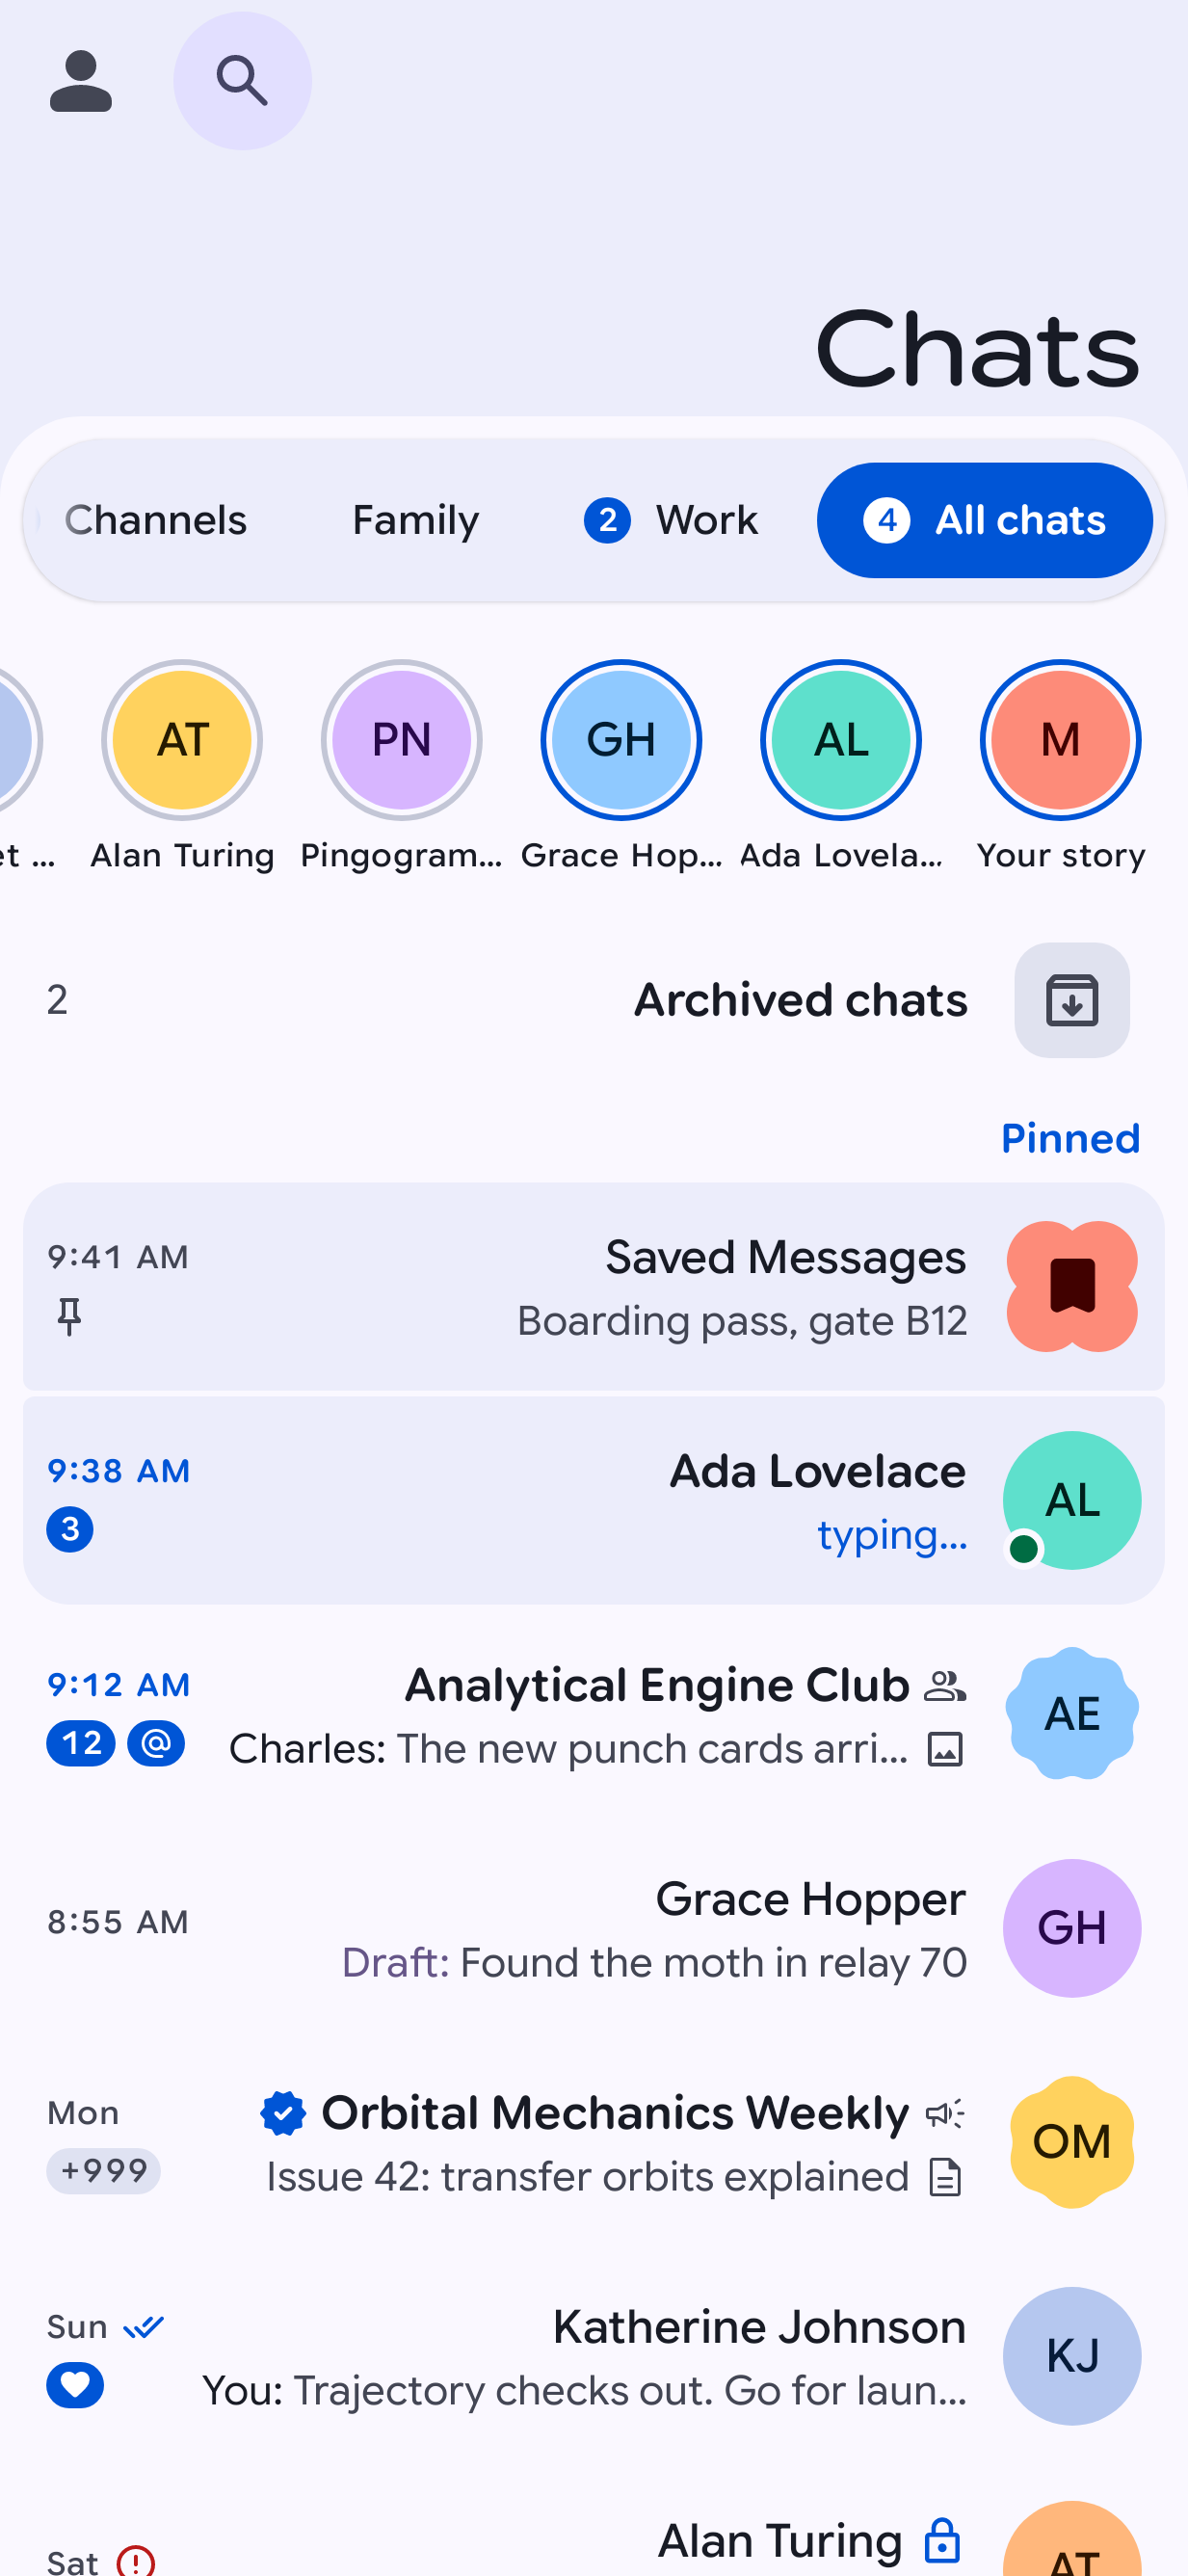 Chats
All chats
4
Work
2
Family
Channels
M
AL
GH
PN
AT
Your story
Ada Lovela...
Grace Hop...
Pingogram...
Alan Turing
et ...
Archived chats
2
Pinned
Saved Messages
9:41 AM
Boarding pass, gate B12
AL
Ada Lovelace
9:38 AM
typing...
3
AE
Analytical Engine Club
9:12 AM
Charles: The new punch cards arri...
12 @
GH
Grace Hopper
8:55 AM
Draft: Found the moth in relay 70
OM
Orbital Mechanics Weekly
Mon
Issue 42: transfer orbits explained
+999
KJ
Katherine Johnson
Sun
You: Trajectory checks out. Go for laun...
AT
Alan Turing
Sat